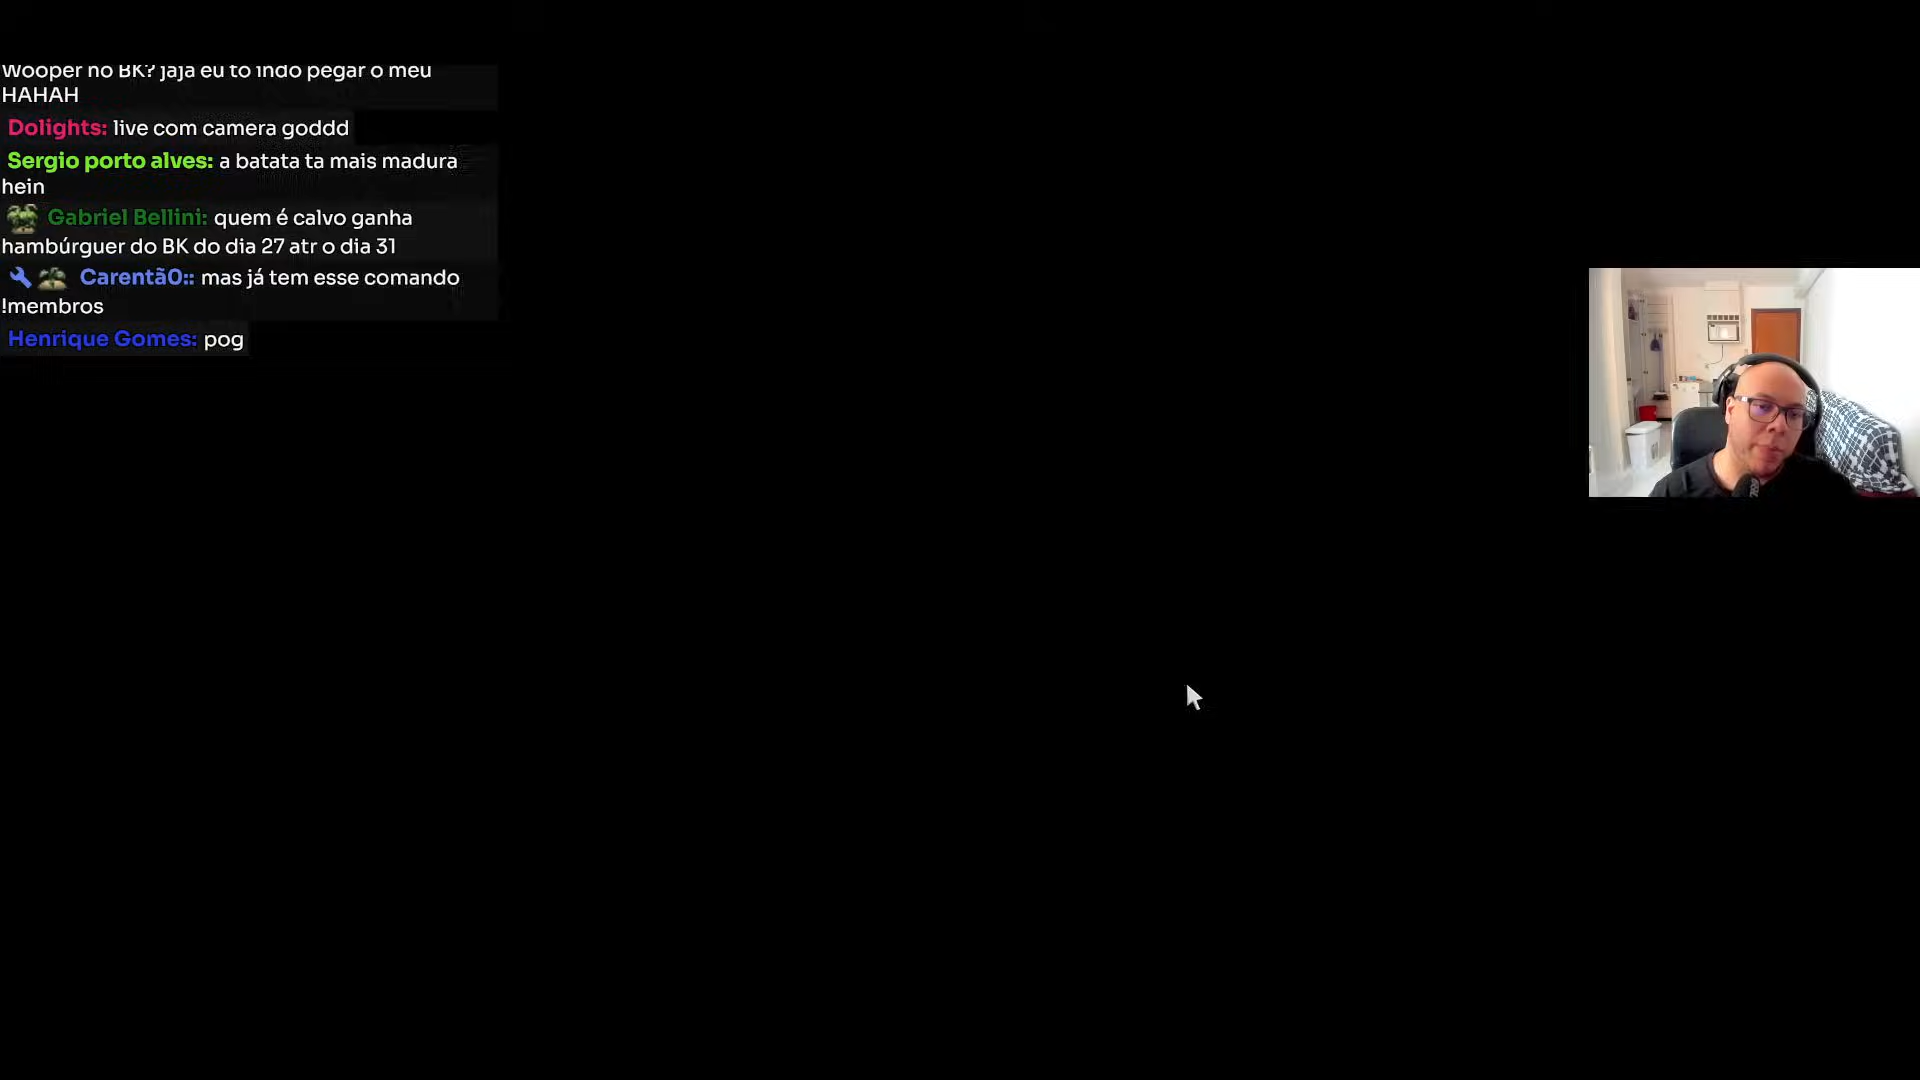 Wooper no BK? jaja eu to indo pegar o meu
HAHAH
Dolights: live com camera goddd
Sergio porto alves: a batata ta mais madura
hein
Gabriel Bellini: quem é calvo ganha
hambúrguer do BK do dia 27 atr o dia 31
Carentã0:: mas já tem esse comando
!membros
Henrique Gomes: pog